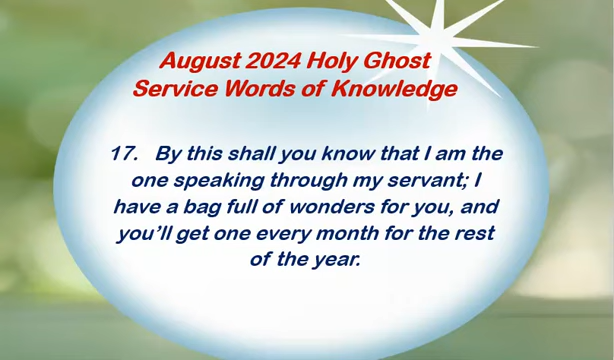 August 2024 Holy Ghost
Service Words of Knowledge
17. By this shall you know that I am the
one speaking through my servant; I
have a bag full of wonders for you, and
you’ll get one every month for the rest
of the year.